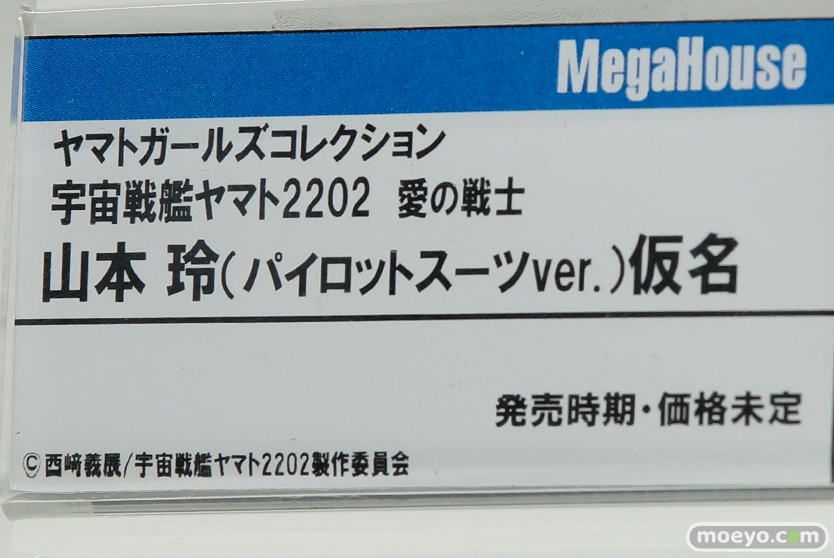 MegaHouse
ヤマトガールズコレクション
宇宙戦艦ヤマト2202 愛の戦士
山本 玲(パイロットスーツver.)仮名
発売時期・価格未定
©西﨑義展/宇宙戦艦ヤマト2202製作委員会
moeyo.com